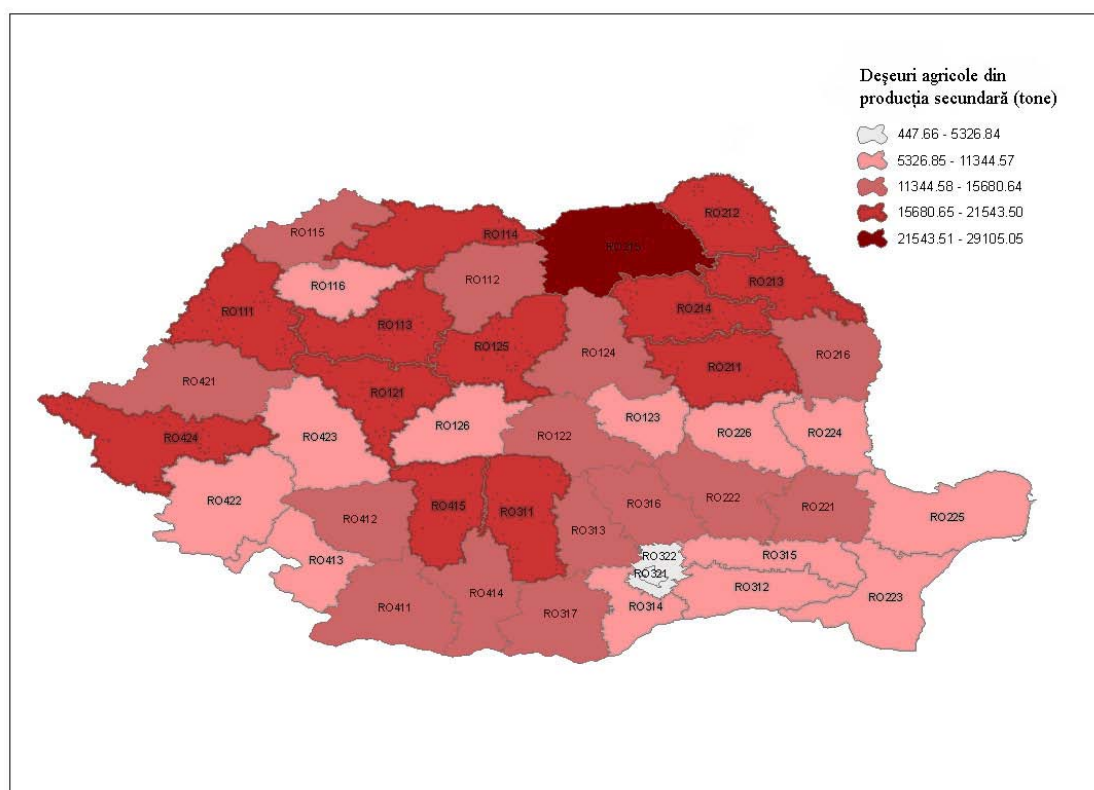 Deșeuri agricole din
producția secundară (tone)
447.66 - 5326.84
5326.85 - 11344.57
11344.58 - 15680.64
15680.65 - 21543.50
21543.51 - 29105.05
RO212
RO115
RO114
RO215
RO112
RO116
RO213
RO111
RO113
RO214
RO125
RO124
RO216
RO211
RO421
RO121
RO123
RO126
RO226
RO224
RO424
RO423
RO122
RO422
RO316
RO222
RO221
RO415
RO311
RO412
RO225
RO313
RO322
RO315
RO413
RO321
RO312
RO414
RO223
RO411
RO317
RO314